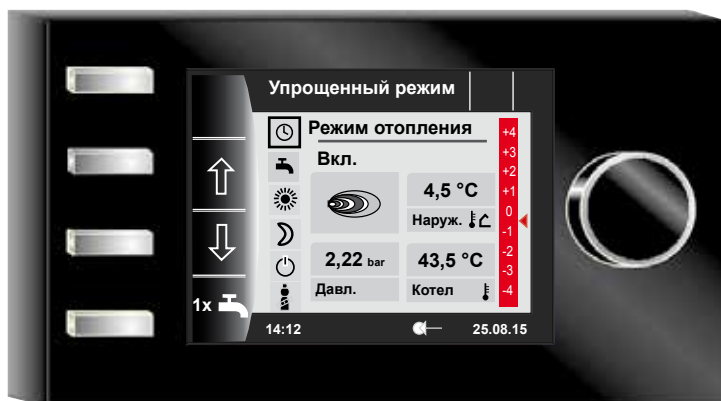 Упрощенный режим
Режим отопления
Вкл.
4,5 °C
Наруж.
2,22 bar
43,5 °C
Давл.
Котел
+4
+3
+2
+1
0
-1
-2
-3
-4
1x
14:12
25.08.15